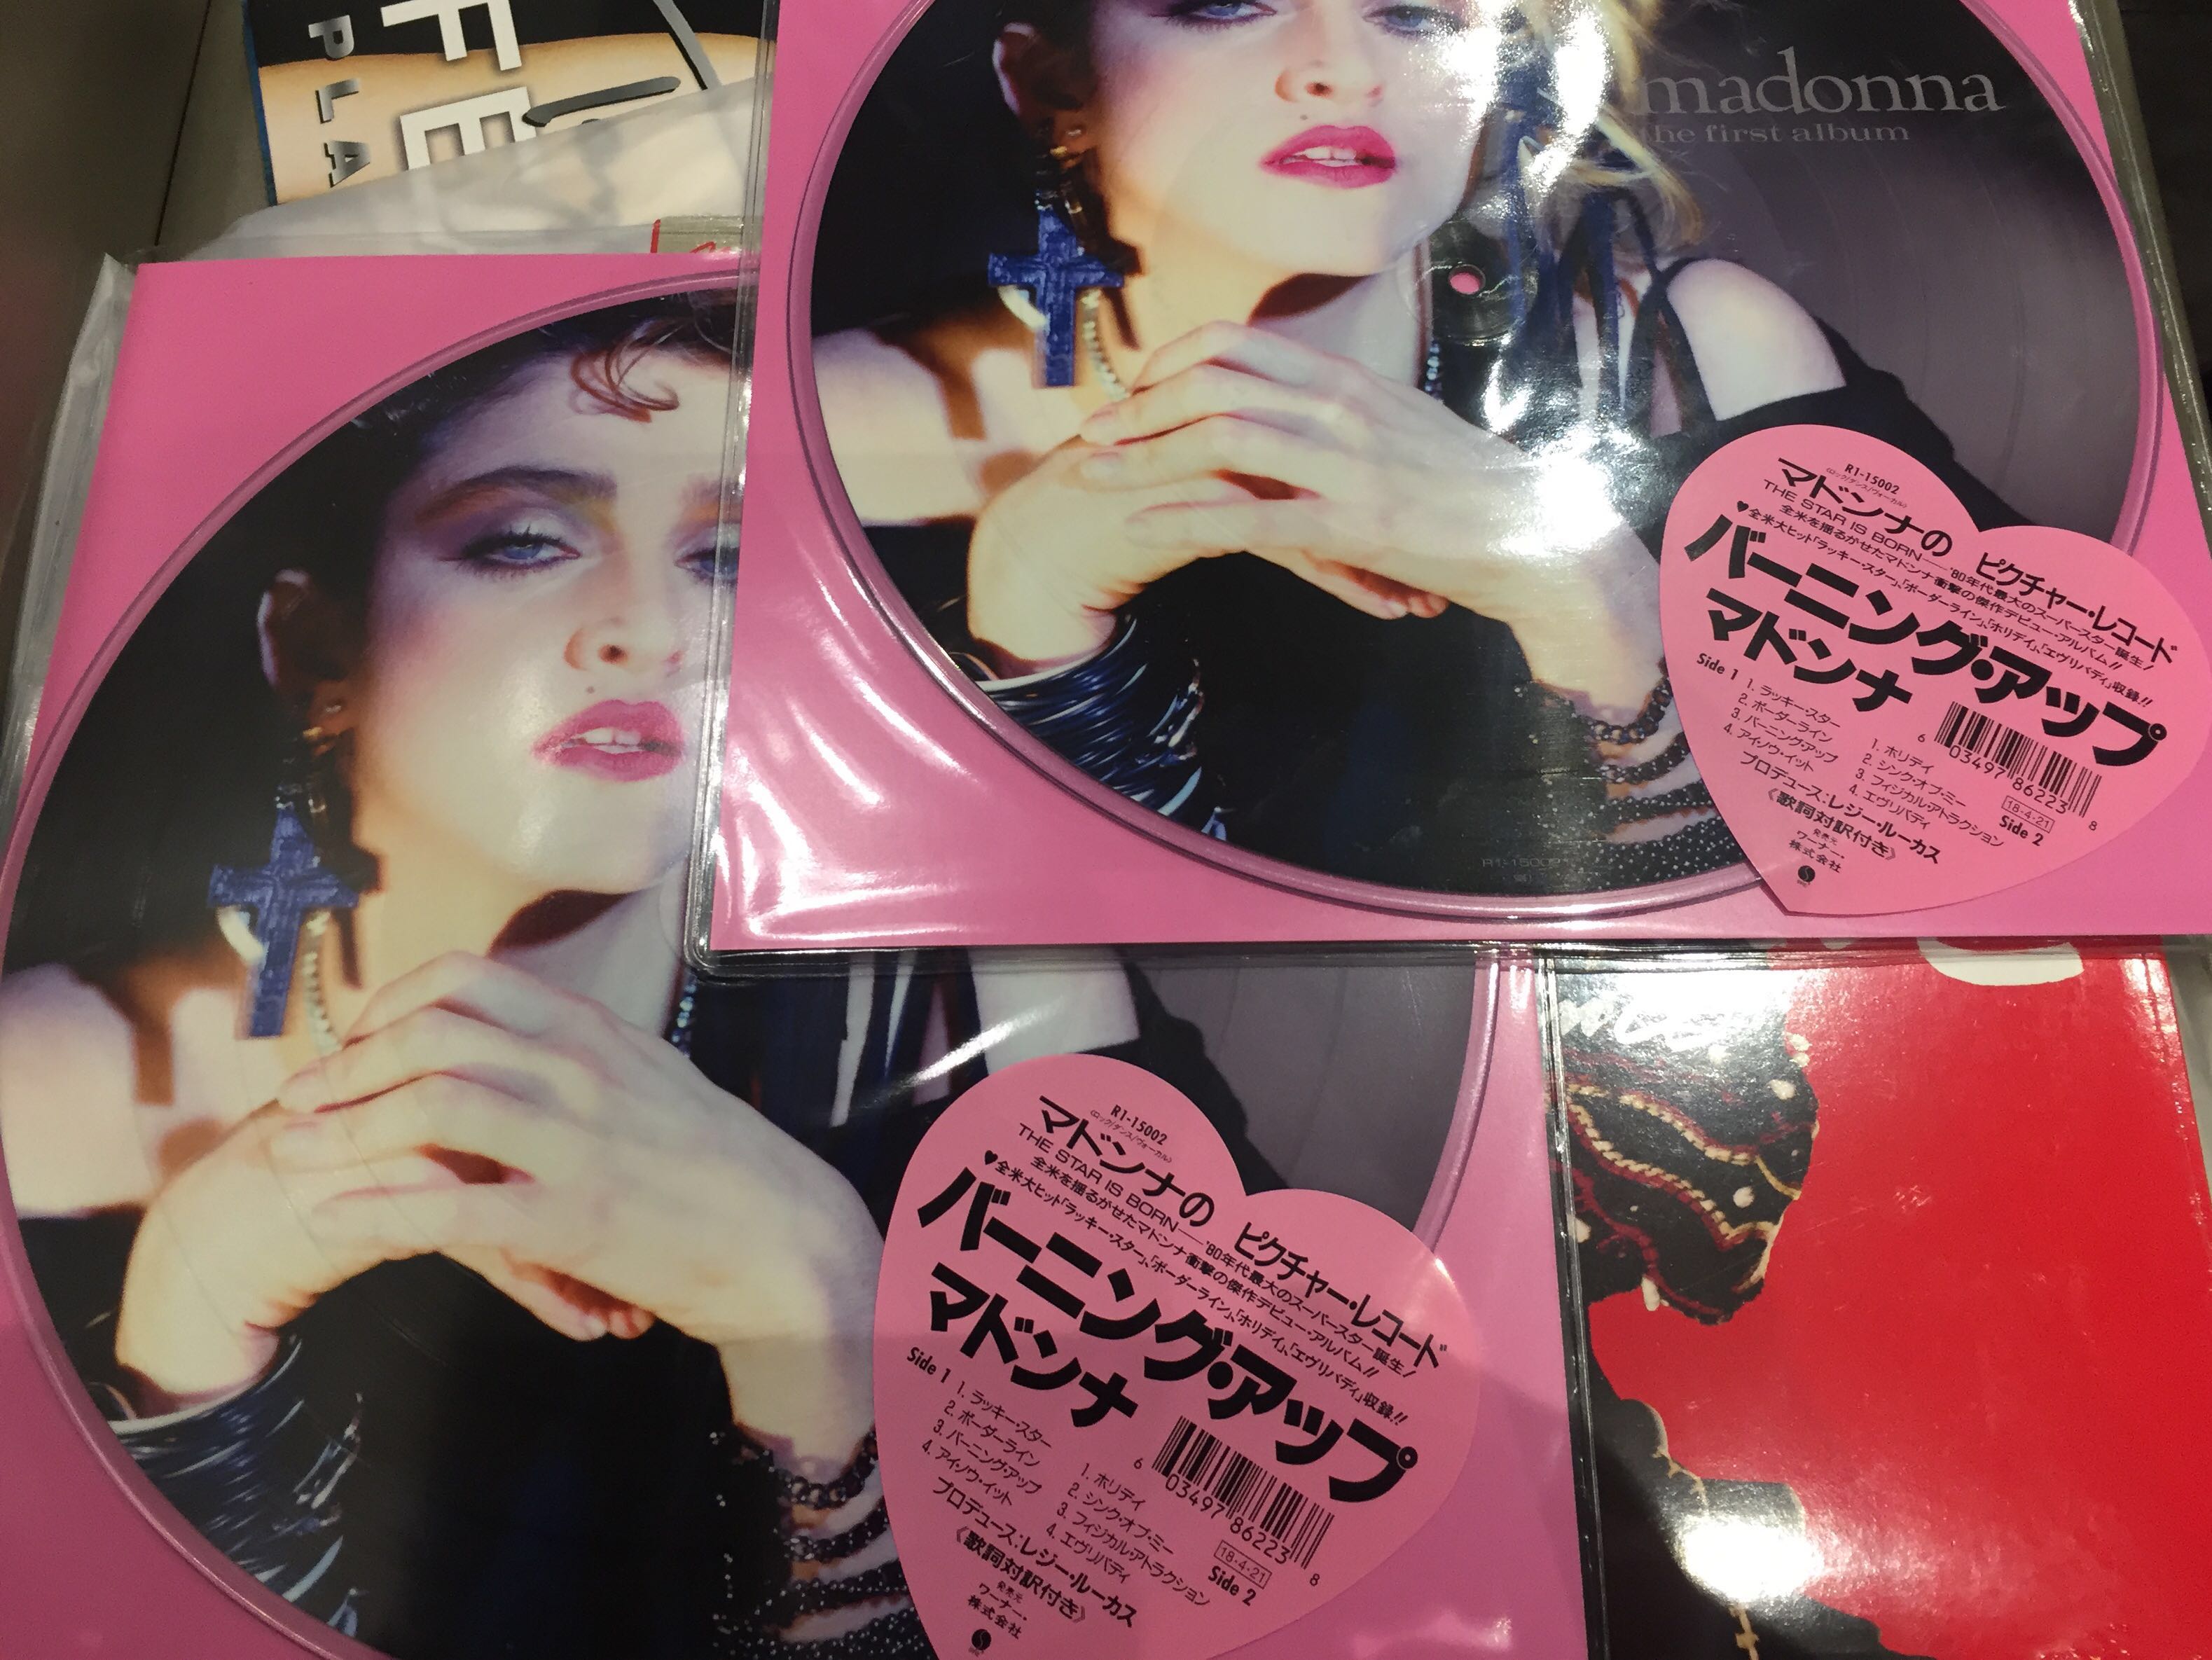 PLA
FE
madonna
the first album
R1-15002
マドンナの ピクチャー・レコード
THE STAR IS BORN——'80年代最大のスーパースター誕生!
全米を揺るがせたマドンナ衝撃の傑作デビュー・アルバム!!
♥全米大ヒット「ラッキー・スター」、「ボーダーライン」、「ホリデイ」、「エヴリバディ」収録!!
バーニング・アップ
マドンナ
Side 1
1. ラッキー・スター
2. ボーダーライン
3. バーニング・アップ
4. アイ・ノウ・イット
1. ホリデイ
2. シンク・オブ・ミー
3. フィジカル・アトラクション
4. エヴリバディ
6 03497 86223 8
18・4・21
Side 2
プロデュース:レジー・ルーカス
《歌詞対訳付き》
発売元
ワーナー・
株式会社
R1-15002
R1-15002
〈ロック/ダンス/ヴォーカル〉
マドンナの ピクチャー・レコード
THE STAR IS BORN——'80年代最大のスーパースター誕生!
全米を揺るがせたマドンナ衝撃の傑作デビュー・アルバム!!
♥全米大ヒット「ラッキー・スター」、「ボーダーライン」、「ホリデイ」、「エヴリバディ」収録!!
バーニング・アップ
マドンナ
Side 1
1. ラッキー・スター
2. ボーダーライン
3. バーニング・アップ
4. アイ・ノウ・イット
1. ホリデイ
2. シンク・オブ・ミー
3. フィジカル・アトラクション
4. エヴリバディ
6 03497 86223 8
18・4・21
Side 2
プロデュース:レジー・ルーカス
《歌詞対訳付き》
発売元
ワーナー・
株式会社